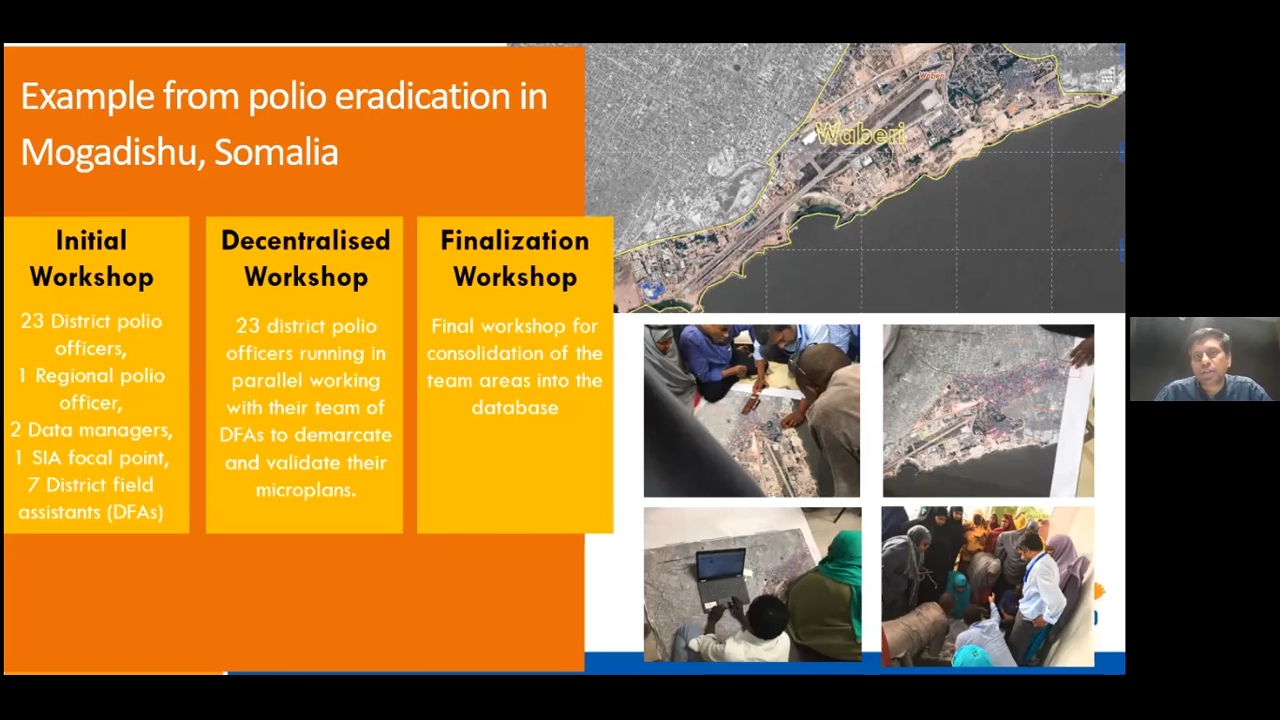 Example from polio eradication in
Mogadishu, Somalia
Initial
Workshop
23 District polio
officers,
1 Regional polio
officer,
2 Data managers,
1 SIA focal point,
7 District field
assistants (DFAs)
Decentralised
Workshop
23 district polio
officers running in
parallel working
with their team of
DFAs to demarcate
and validate their
microplans.
Finalization
Workshop
Final workshop for
consolidation of the
team areas into the
database
Waberi
Waberi